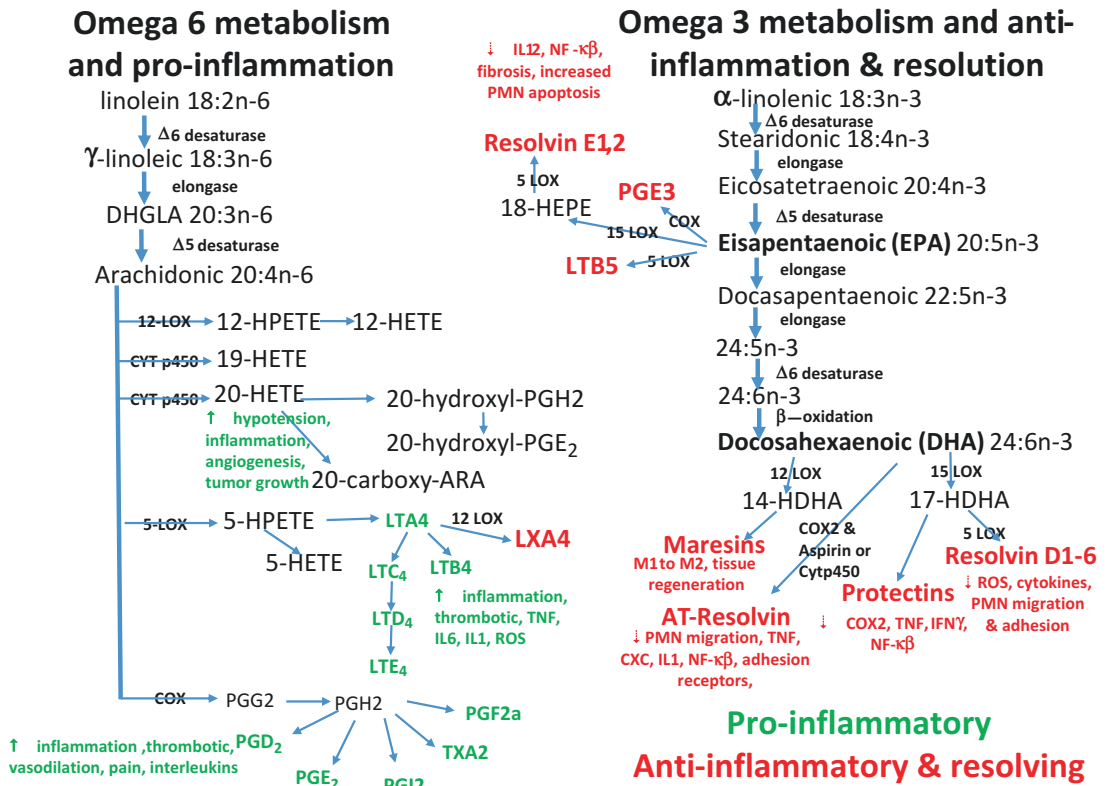 Omega 6 metabolism
and pro-inflammation
linolein 18:2n-6
Δ6 desaturase
γ-linoleic 18:3n-6
elongase
DHGLA 20:3n-6
Δ5 desaturase
Arachidonic 20:4n-6
12-LOX
12-HPETE
12-HETE
CYT p450
19-HETE
CYT p450
20-HETE
20-hydroxyl-PGH2
↑ hypotension,
inflammation,
angiogenesis,
tumor growth
20-hydroxyl-PGE₂
20-carboxy-ARA
5-LOX
5-HPETE
LTA4
12 LOX
LXA4
5-HETE
LTC₄
LTB4
↑ inflammation,
thrombotic, TNF,
IL6, IL1, ROS
LTD₄
LTE₄
COX
PGG2
PGH2
PGF2a
TXA2
PGD₂
↑ inflammation ,thrombotic,
vasodilation, pain, interleukins
PGE₂
PGI2
Omega 3 metabolism and anti-
inflammation & resolution
↓ IL12, NF -κβ,
fibrosis, increased
PMN apoptosis
Resolvin E1,2
5 LOX
18-HEPE
PGE3
COX
15 LOX
LTB5
5 LOX
α-linolenic 18:3n-3
Δ6 desaturase
Stearidonic 18:4n-3
elongase
Eicosatetraenoic 20:4n-3
Δ5 desaturase
Eisapentaenoic (EPA) 20:5n-3
elongase
Docasapentaenoic 22:5n-3
elongase
24:5n-3
Δ6 desaturase
24:6n-3
β—oxidation
Docosahexaenoic (DHA) 24:6n-3
12 LOX
15 LOX
14-HDHA
17-HDHA
COX2 &
Aspirin or
Cytp450
5 LOX
Maresins
M1to M2, tissue
regeneration
Resolvin D1-6
↓ ROS, cytokines,
PMN migration
& adhesion
Protectins
↓ COX2, TNF, IFNγ,
NF-κβ
AT-Resolvin
↓ PMN migration, TNF,
CXC, IL1, NF-κβ, adhesion
receptors,
Pro-inflammatory
Anti-inflammatory & resolving